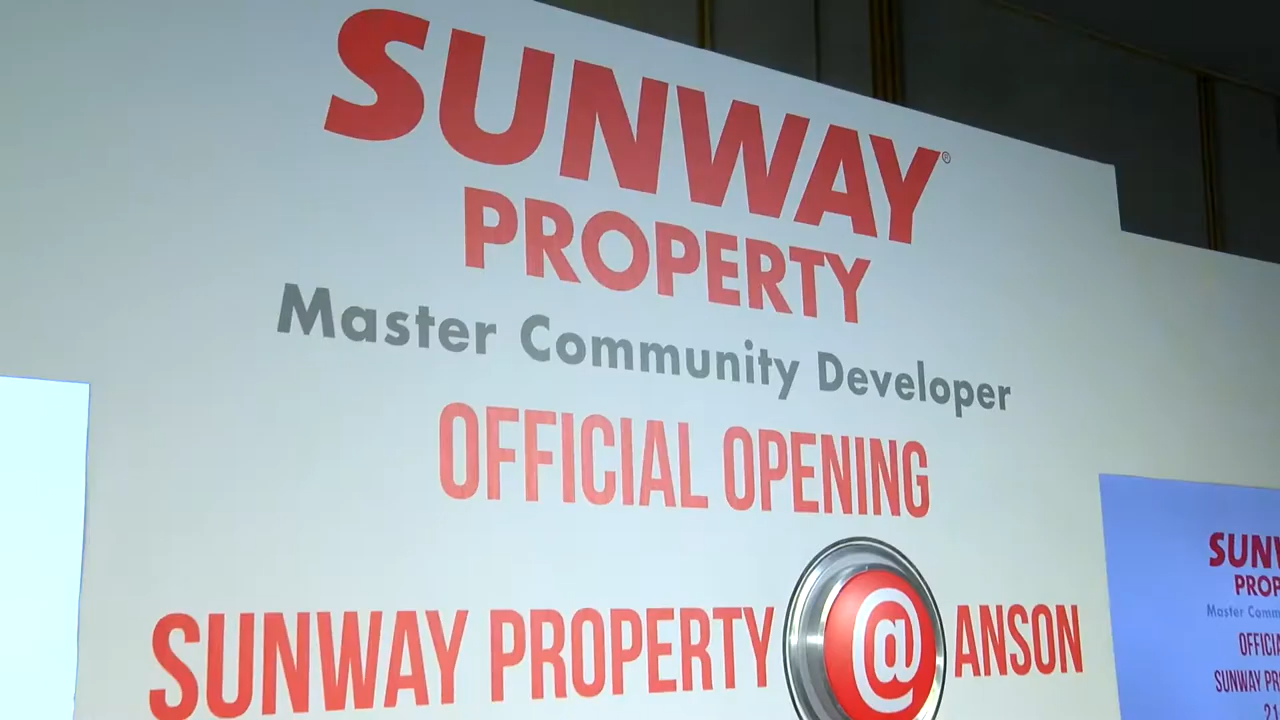 SUNWAY®
PROPERTY
Master Community Developer
OFFICIAL OPENING
SUNWAY PROPERTY @ ANSON